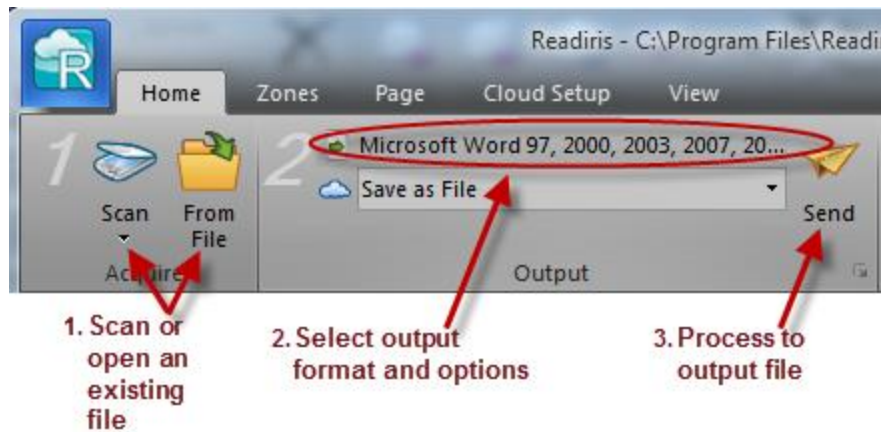 Readiris - C:\Program Files\Readi
R
Home Zones Page Cloud Setup View
1 2
Microsoft Word 97, 2000, 2003, 2007, 20...
Save as File
Scan From
File
Send
Acquire Output
1. Scan or
open an
existing
file
2. Select output
format and options
3. Process to
output file